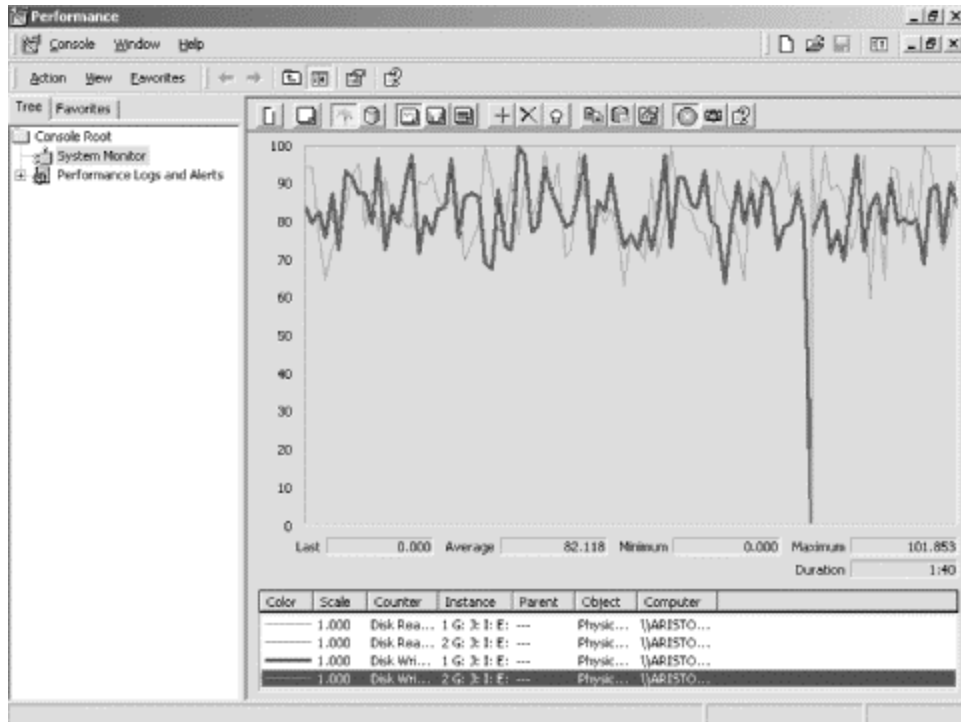 Performance
Console Window Help
Action View Favorites
Tree Favorites
Console Root
System Monitor
Performance Logs and Alerts
100
90
80
70
60
50
40
30
20
10
0
Last 0.000 Average 82.118 Minimum 0.000 Maximum 101.853
Duration 1:40
Color Scale Counter Instance Parent Object Computer
1.000 Disk Rea... 1 G: J: I: E: --- Physic... \\ARISTO...
1.000 Disk Rea... 2 G: J: I: E: --- Physic... \\ARISTO...
1.000 Disk Wri... 1 G: J: I: E: --- Physic... \\ARISTO...
1.000 Disk Wri... 2 G: J: I: E: --- Physic... \\ARISTO...